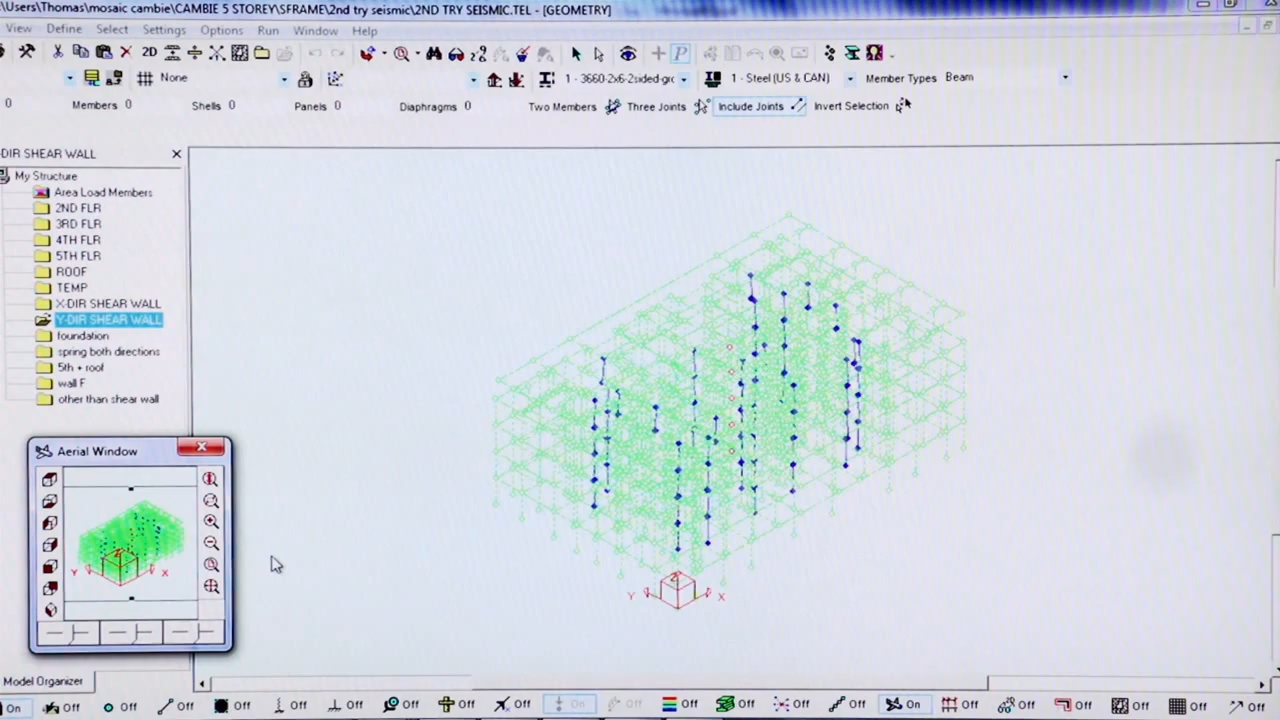 \Users\Thomas\mosaic cambie\CAMBIE 5 STOREY\SFRAME\2nd try seismic\2ND TRY SEISMIC.TEL - [GEOMETRY]
View Define Select Settings Options Run Window Help
2D P
None 1 - 3660-2x6-2sided-grc 1 - Steel (US & CAN) Member Types Beam
0 Members 0 Shells 0 Panels 0 Diaphragms 0 Two Members Three Joints Include Joints Invert Selection
-DIR SHEAR WALL
My Structure
Area Load Members
2ND FLR
3RD FLR
4TH FLR
5TH FLR
ROOF
TEMP
X-DIR SHEAR WALL
Y-DIR SHEAR WALL
foundation
spring both directions
5th + roof
wall F
other than shear wall
Aerial Window
Z
Y X
Z
Y X
Model Organizer
On Off Off Off Off Off Off Off Off Off On Off Off Off Off Off On Off Off Off Off Off Off